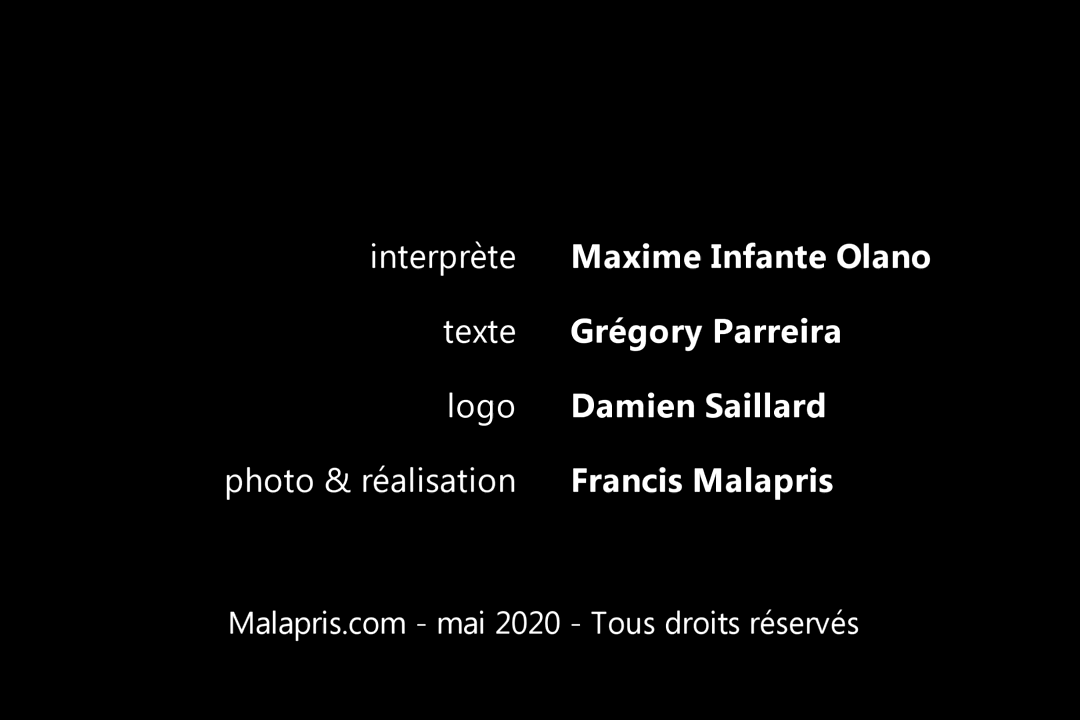 interprète Maxime Infante Olano
texte Grégory Parreira
logo Damien Saillard
photo & réalisation Francis Malapris
Malapris.com - mai 2020 - Tous droits réservés